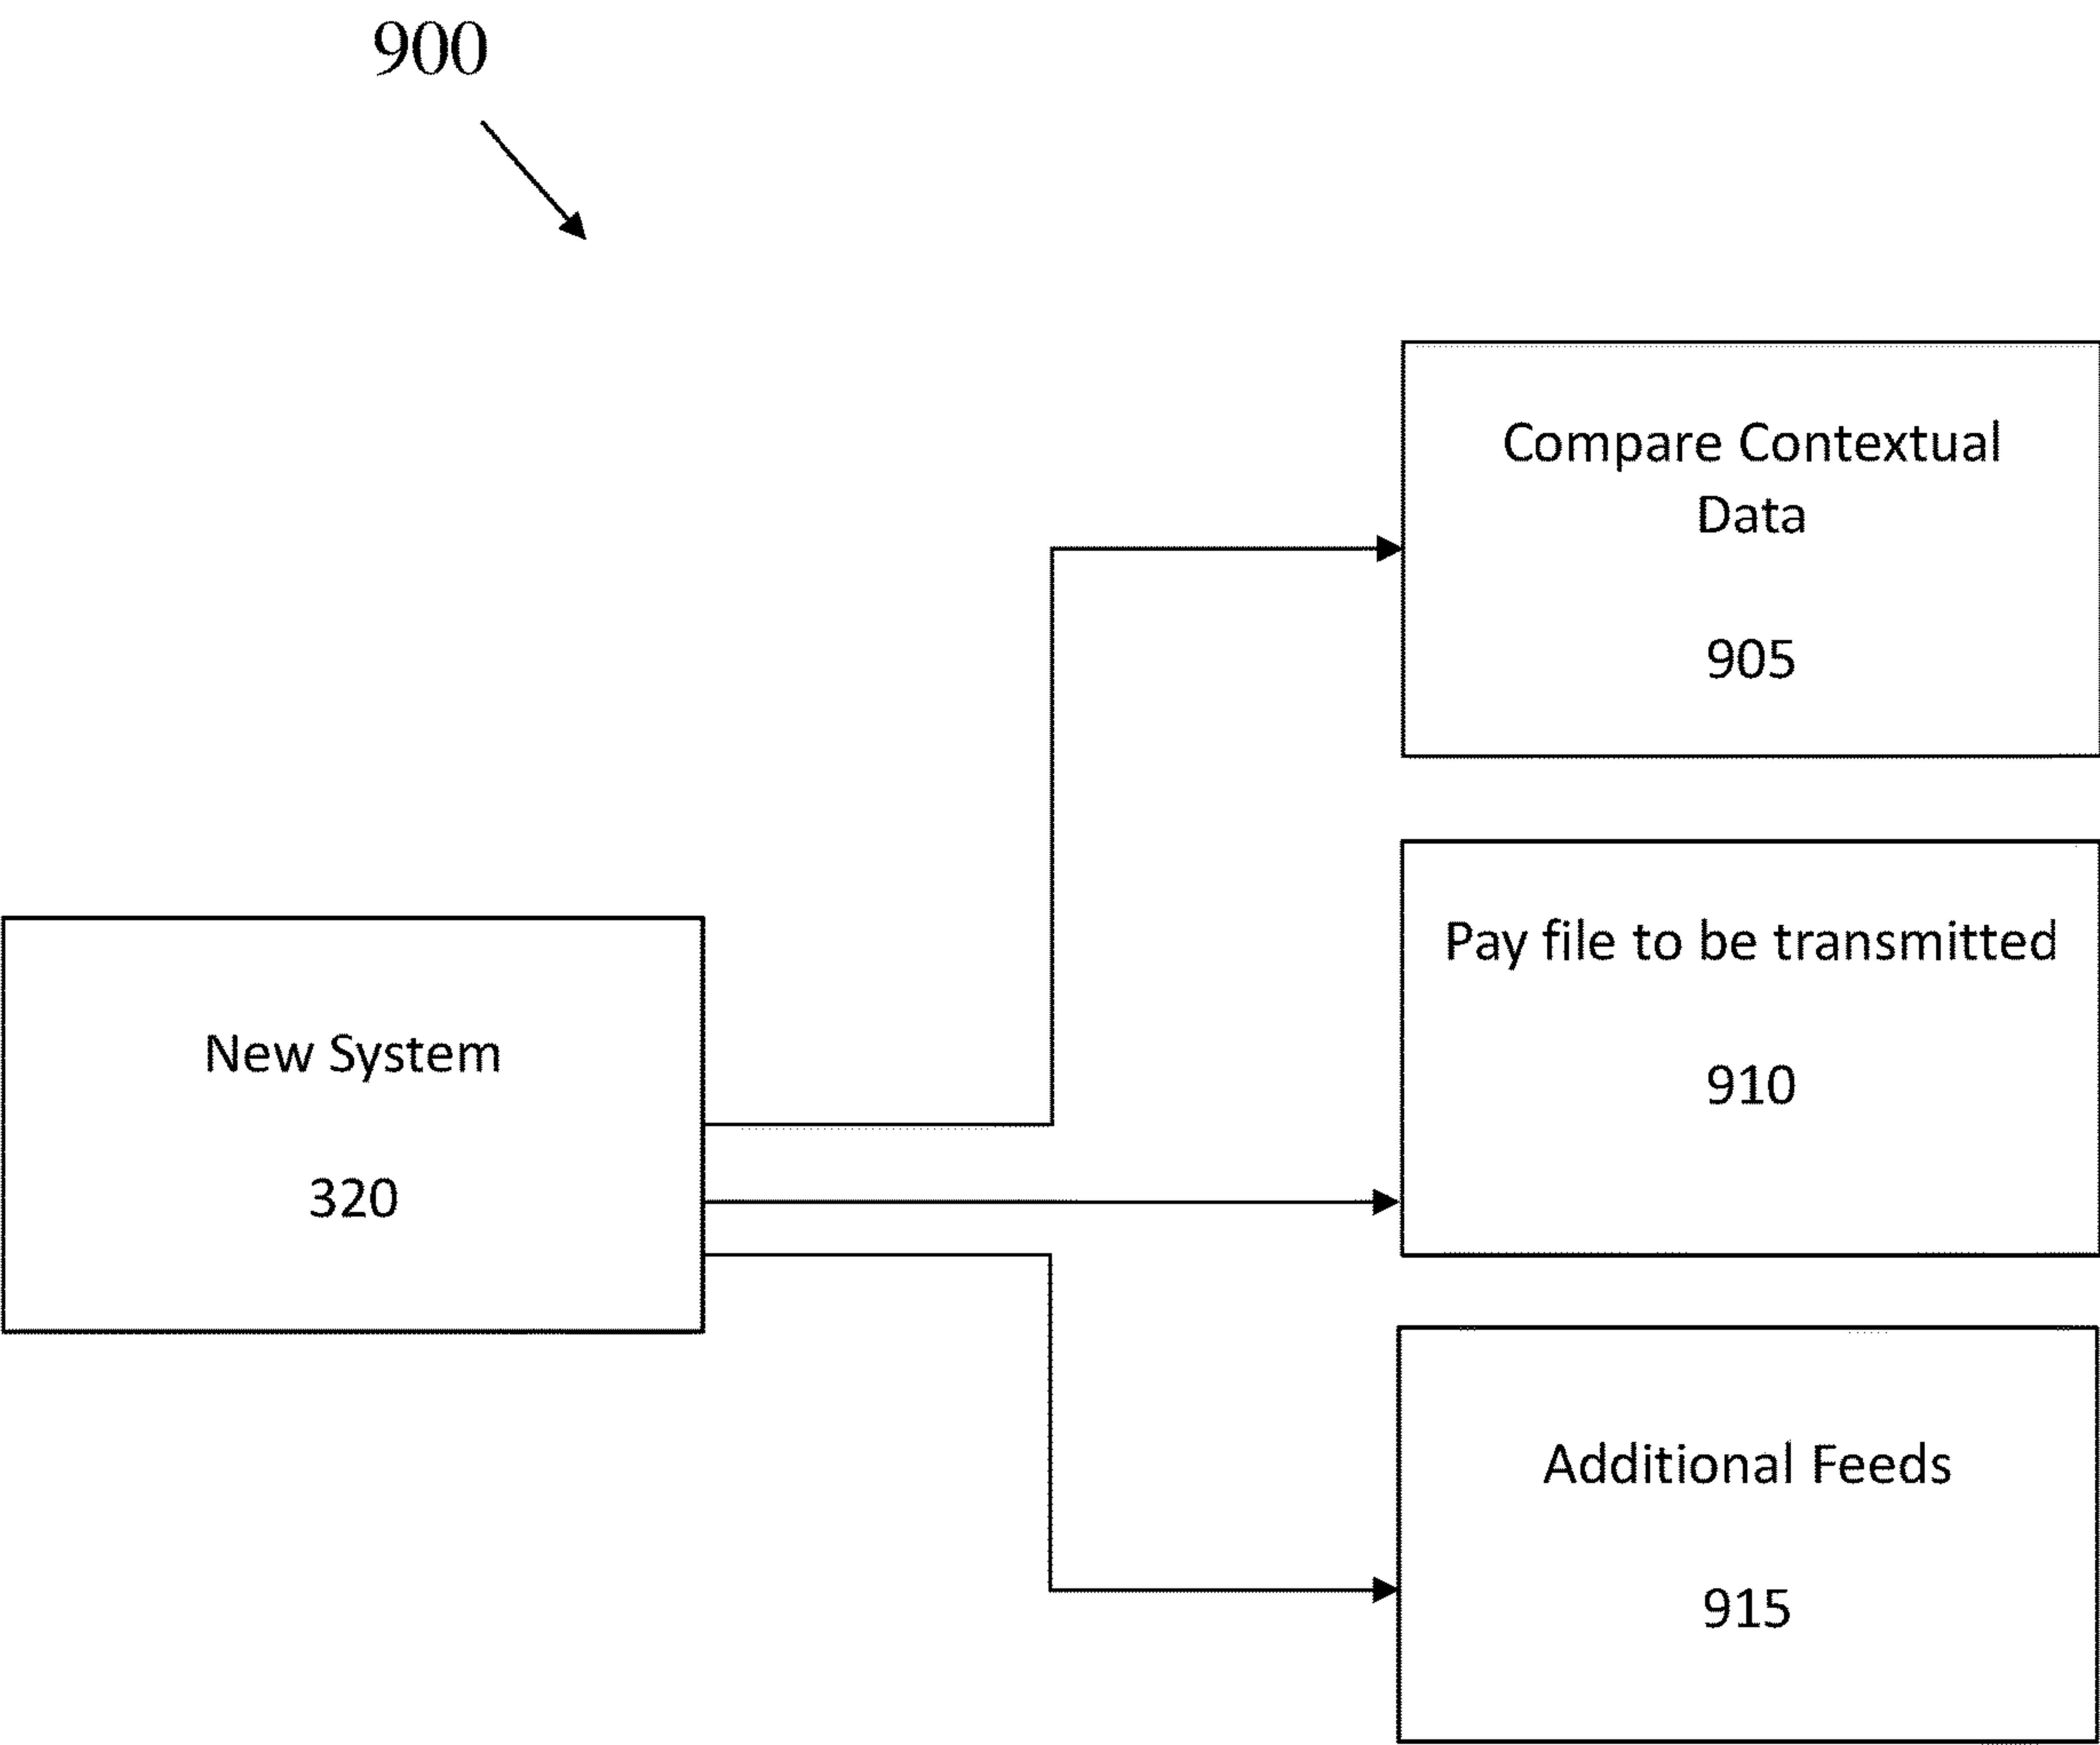 900
Compare Contextual
Data
905
Pay file to be transmitted
910
New System
320
Additional Feeds
915